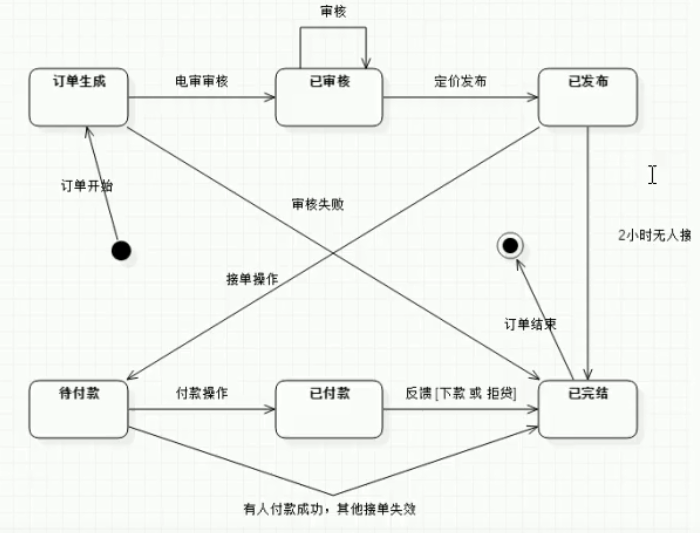 审核
订单生成
电审审核
已审核
定价发布
已发布
订单开始
审核失败
2小时无人接
接单操作
订单结束
待付款
付款操作
已付款
反馈 [下款 或 拒贷]
已完结
有人付款成功，其他接单失效